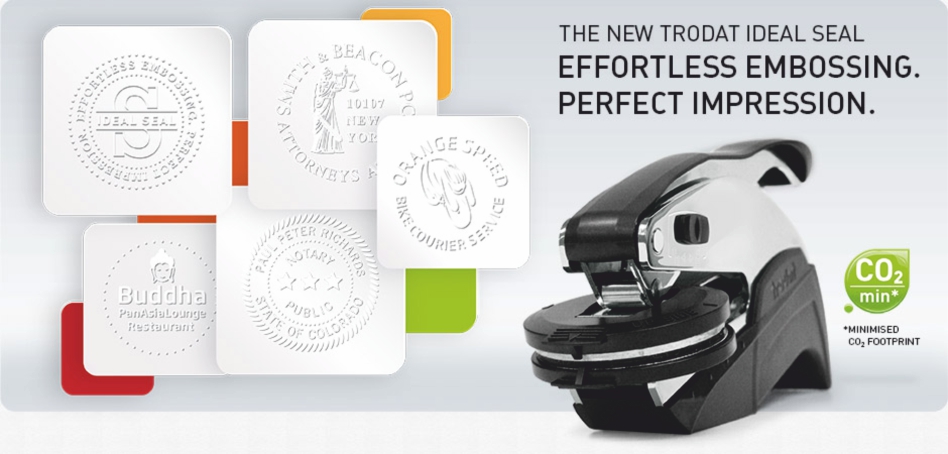 THE NEW TRODAT IDEAL SEAL
EFFORTLESS EMBOSSING.
PERFECT IMPRESSION.
EFFORTLESS EMBOSSING. PERFECT IMPRESSION.
S
IDEAL SEAL
SMITH & BEACON PC
10107
NEW
YOR
ATTORNEYS A
ORANGE SPEED
BIKE COURIER SERVICE
Buddha
PanAsiaLounge
Restaurant
PAUL PETER RICHARDS
NOTARY
PUBLIC
STATE OF COLORADO
trodat
CO₂
min*
*MINIMISED
CO₂ FOOTPRINT